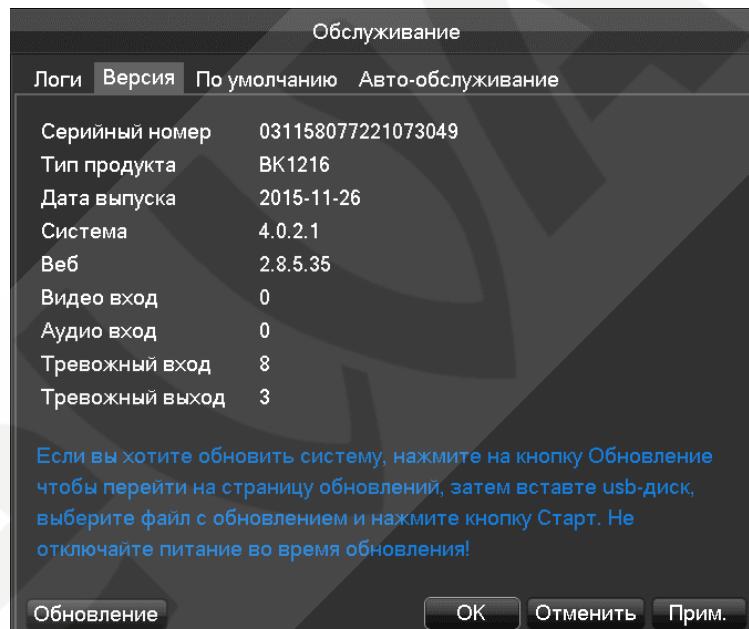 Обслуживание
Логи Версия По умолчанию Авто-обслуживание
Серийный номер 031158077221073049
Тип продукта BK1216
Дата выпуска 2015-11-26
Система 4.0.2.1
Веб 2.8.5.35
Видео вход 0
Аудио вход 0
Тревожный вход 8
Тревожный выход 3
Если вы хотите обновить систему, нажмите на кнопку Обновление
чтобы перейти на страницу обновлений, затем вставте usb-диск,
выберите файл с обновлением и нажмите кнопку Старт. Не
отключайте питание во время обновления!
Обновление OK Отменить Прим.